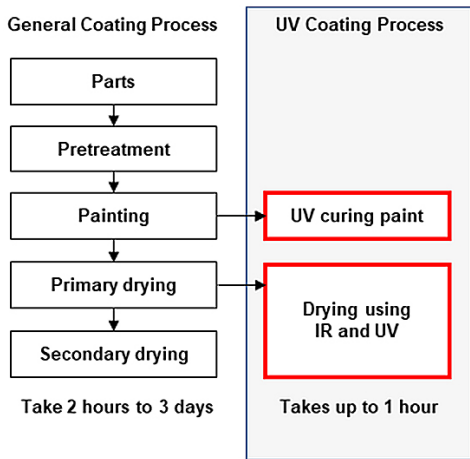 General Coating Process
UV Coating Process
Parts
Pretreatment
Painting
UV curing paint
Primary drying
Drying using
IR and UV
Secondary drying
Take 2 hours to 3 days
Takes up to 1 hour